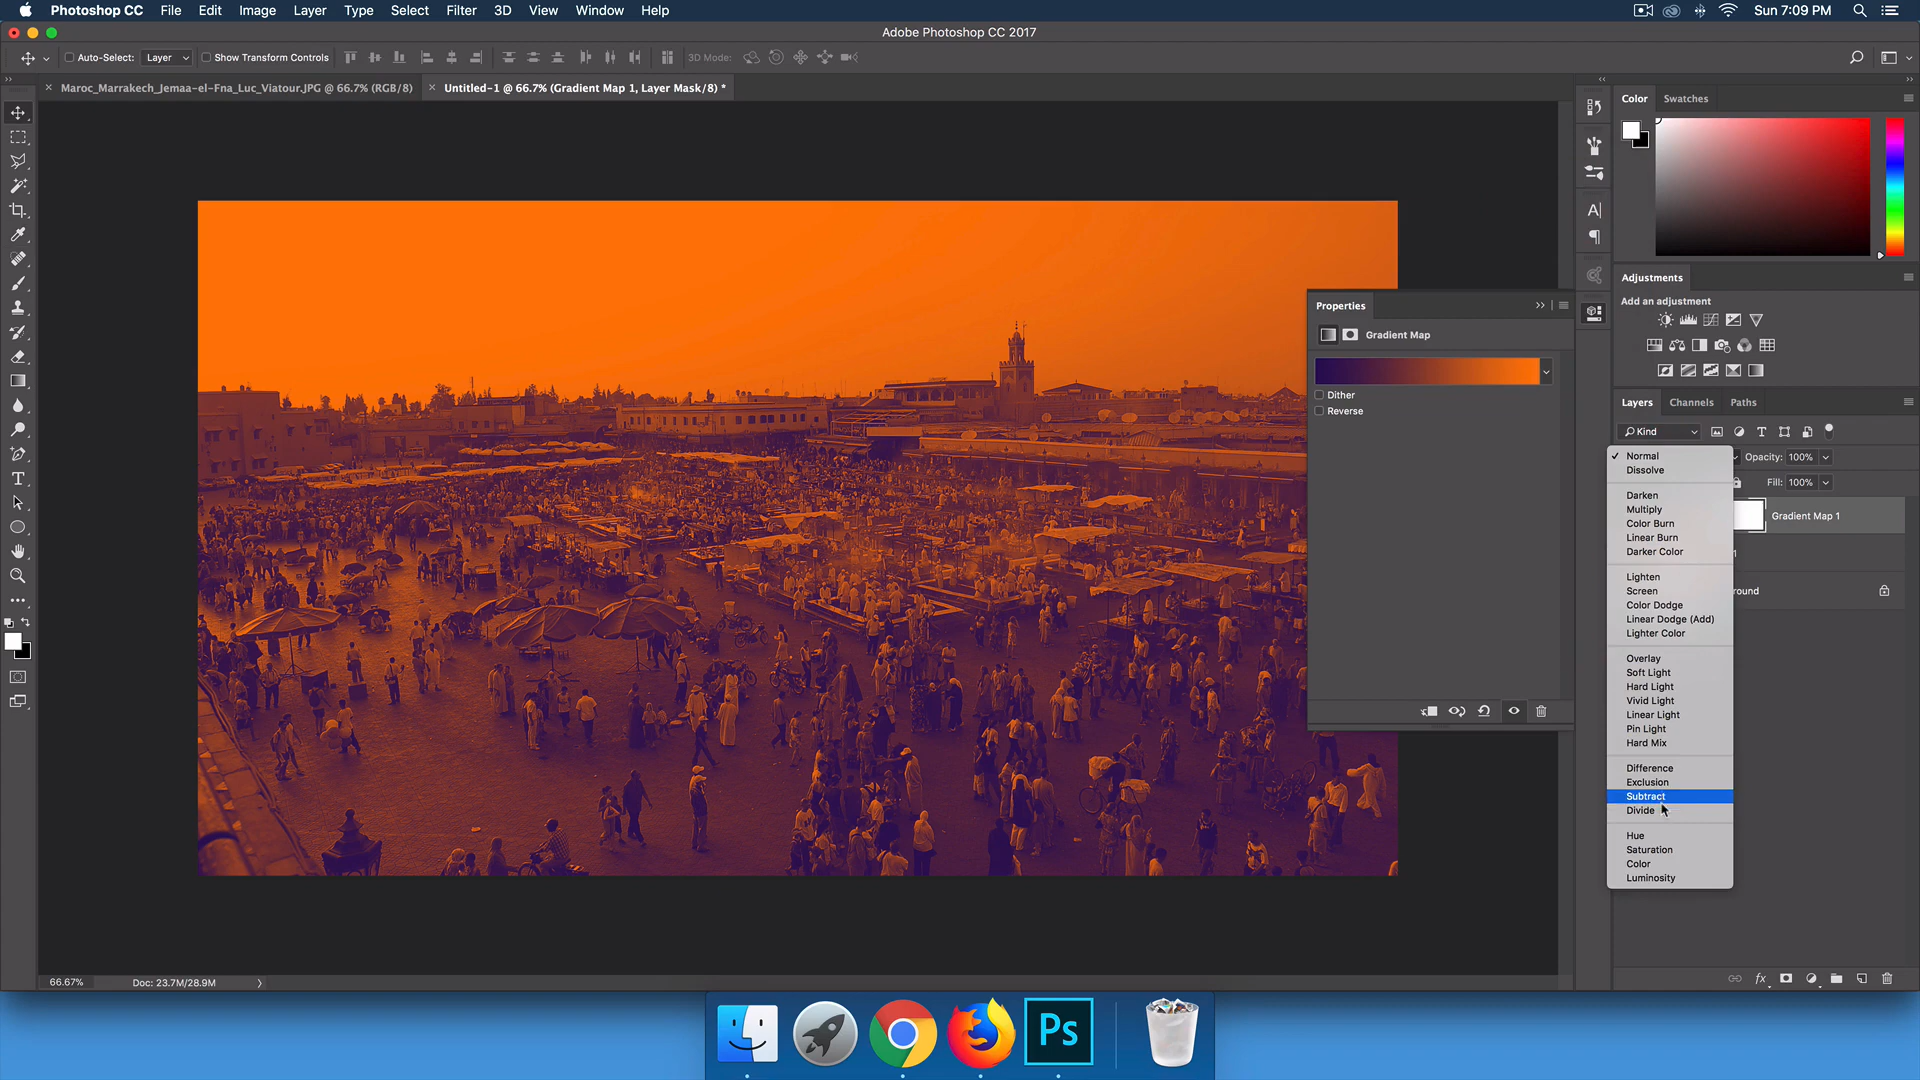 Photoshop CC File Edit Image Layer Type Select Filter 3D View Window Help Sun 7:09 PM
Adobe Photoshop CC 2017
Auto-Select: Layer Show Transform Controls 3D Mode:
Maroc_Marrakech_Jemaa-el-Fna_Luc_Viatour.JPG @ 66.7% (RGB/8) Untitled-1 @ 66.7% (Gradient Map 1, Layer Mask/8) *
Color Swatches
Adjustments
Add an adjustment
Properties
Gradient Map
Dither
Reverse
Layers Channels Paths
Kind
Normal
Dissolve
Darken
Multiply
Color Burn
Linear Burn
Darker Color
Lighten
Screen
Color Dodge
Linear Dodge (Add)
Lighter Color
Overlay
Soft Light
Hard Light
Vivid Light
Linear Light
Pin Light
Hard Mix
Difference
Exclusion
Subtract
Divide
Hue
Saturation
Color
Luminosity
Opacity: 100%
Fill: 100%
Gradient Map 1
1
round
fx
66.67% Doc: 23.7M/28.9M
Ps